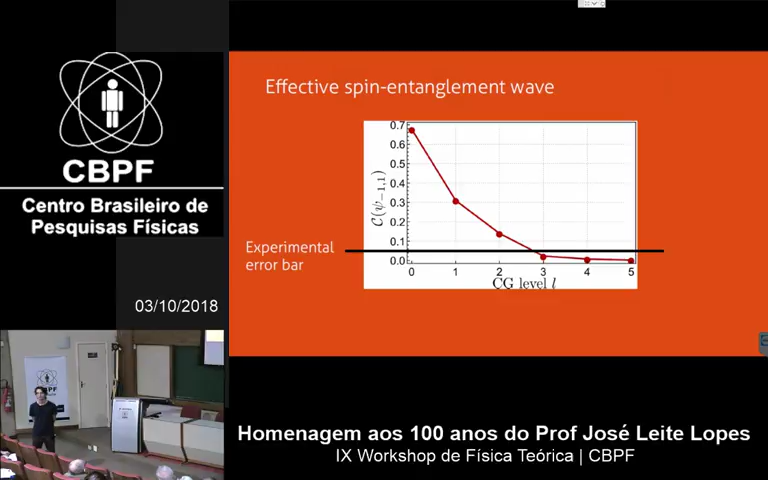 CBPF
Centro Brasileiro de
Pesquisas Físicas
03/10/2018
Effective spin-entanglement wave
0.7
0.6
0.5
0.4
0.3
0.2
0.1
0.0
C(ψ−1,1)
0 1 2 3 4 5
CG level l
Experimental
error bar
Homenagem aos 100 anos do Prof José Leite Lopes
IX Workshop de Física Teórica | CBPF